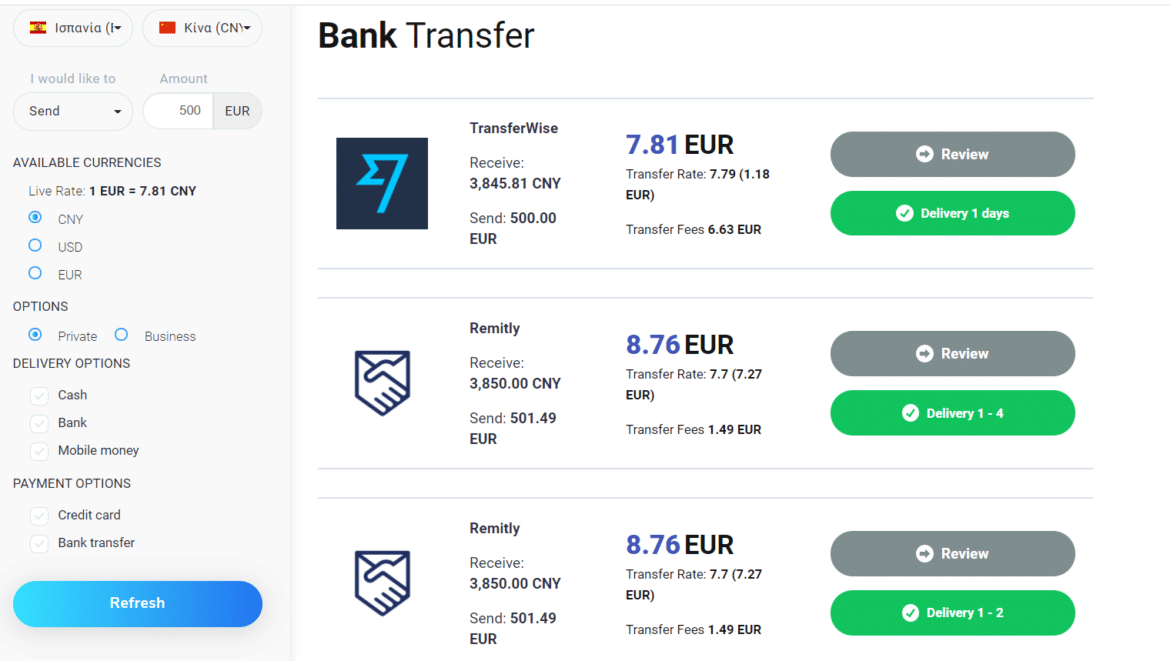 Ισπανία (Ι
Κίνα (CNY
I would like to
Amount
Send
500
EUR
AVAILABLE CURRENCIES
Live Rate: 1 EUR = 7.81 CNY
CNY
USD
EUR
OPTIONS
Private
Business
DELIVERY OPTIONS
Cash
Bank
Mobile money
PAYMENT OPTIONS
Credit card
Bank transfer
Refresh
Bank Transfer
TransferWise
Receive:
3,845.81 CNY
Send: 500.00
EUR
7.81 EUR
Transfer Rate: 7.79 (1.18
EUR)
Transfer Fees 6.63 EUR
Review
Delivery 1 days
Remitly
Receive:
3,850.00 CNY
Send: 501.49
EUR
8.76 EUR
Transfer Rate: 7.7 (7.27
EUR)
Transfer Fees 1.49 EUR
Review
Delivery 1 - 4
Remitly
Receive:
3,850.00 CNY
Send: 501.49
EUR
8.76 EUR
Transfer Rate: 7.7 (7.27
EUR)
Transfer Fees 1.49 EUR
Review
Delivery 1 - 2